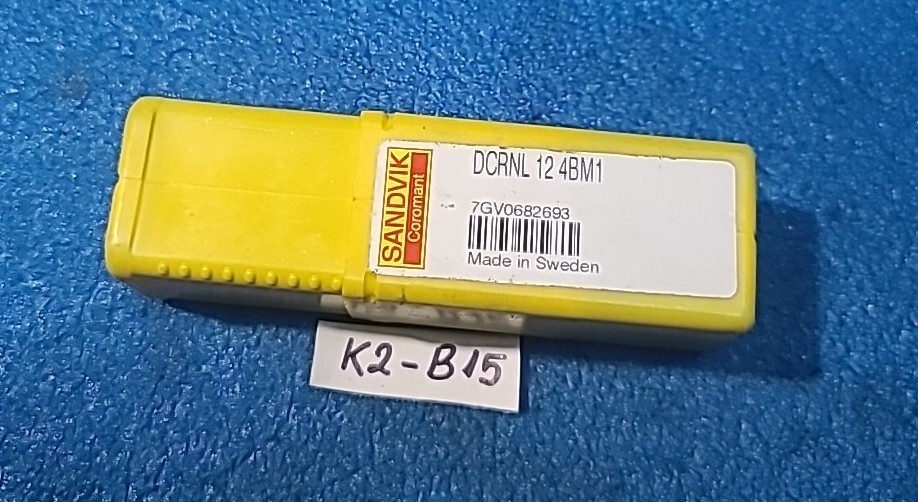 SANDVIK
Coromant
DCRNL 12 4BM1
7GV0682693
Made in Sweden
K2-B15